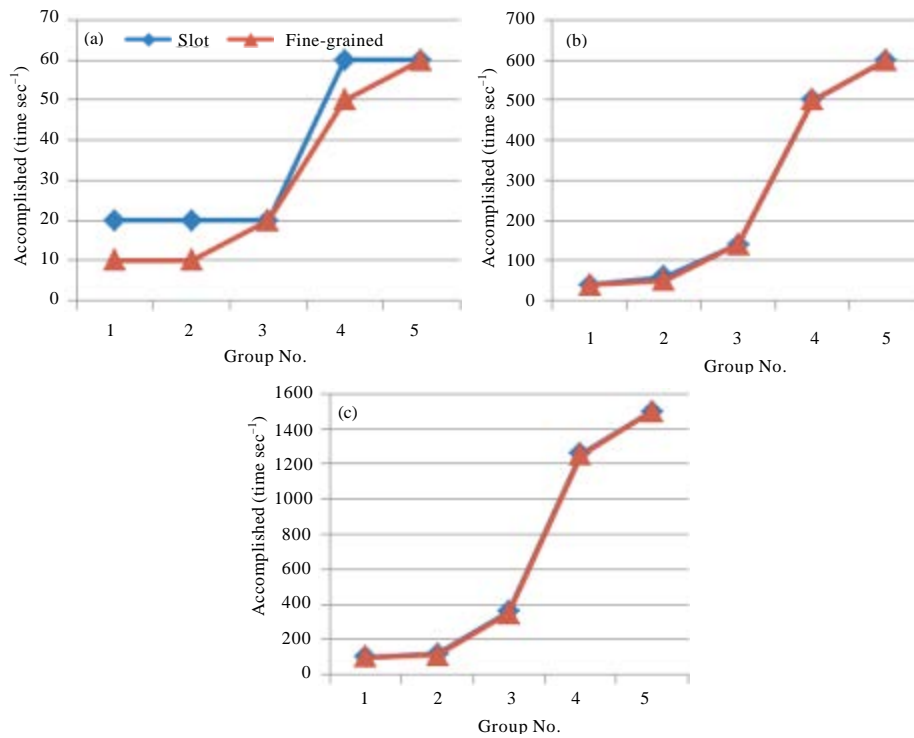 (a) Slot Fine-grained
Accomplished (time sec⁻¹)
70
60
50
40
30
20
10
0
1 2 3 4 5
Group No.
(b)
Accomplished (time sec⁻¹)
700
600
500
400
300
200
100
0
1 2 3 4 5
Group No.
(c)
Accomplished (time sec⁻¹)
1600
1400
1200
1000
800
600
400
200
0
1 2 3 4 5
Group No.